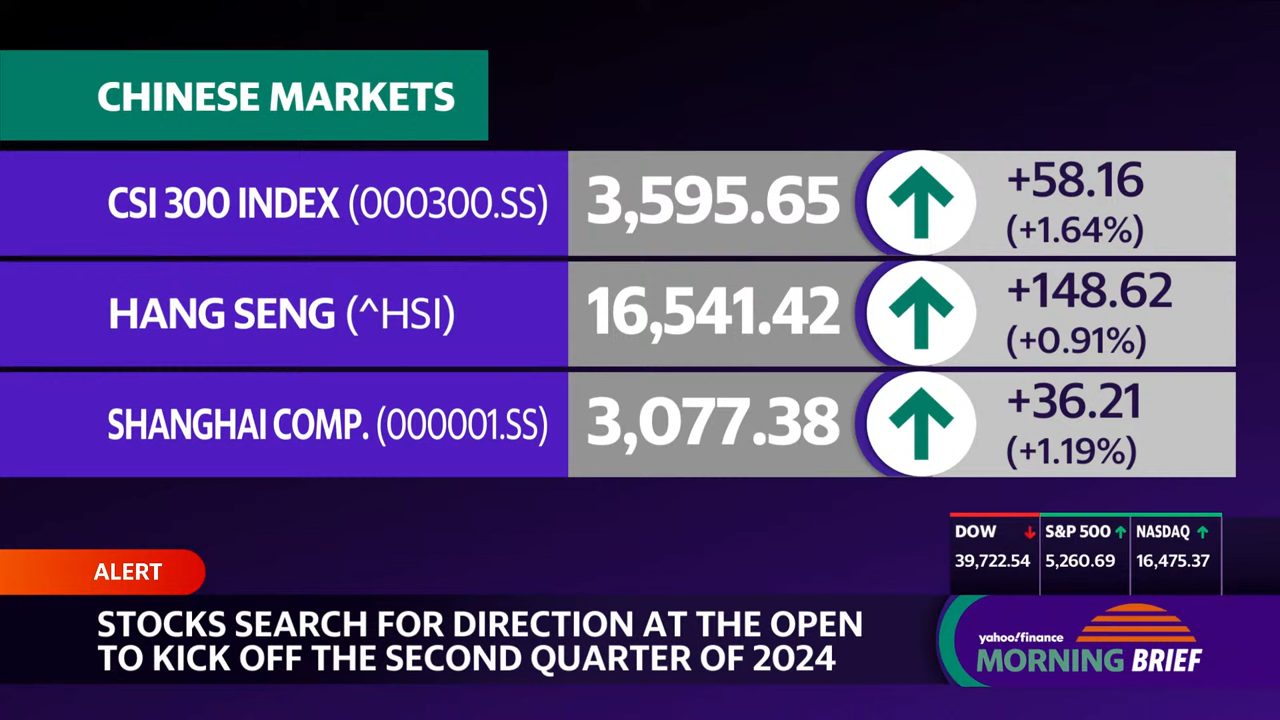 CHINESE MARKETS
CSI 300 INDEX (000300.SS) 3,595.65 +58.16 (+1.64%)
HANG SENG (^HSI) 16,541.42 +148.62 (+0.91%)
SHANGHAI COMP. (000001.SS) 3,077.38 +36.21 (+1.19%)
DOW S&P 500 NASDAQ
39,722.54 5,260.69 16,475.37
ALERT
STOCKS SEARCH FOR DIRECTION AT THE OPEN
TO KICK OFF THE SECOND QUARTER OF 2024
yahoo!finance
MORNING BRIEF